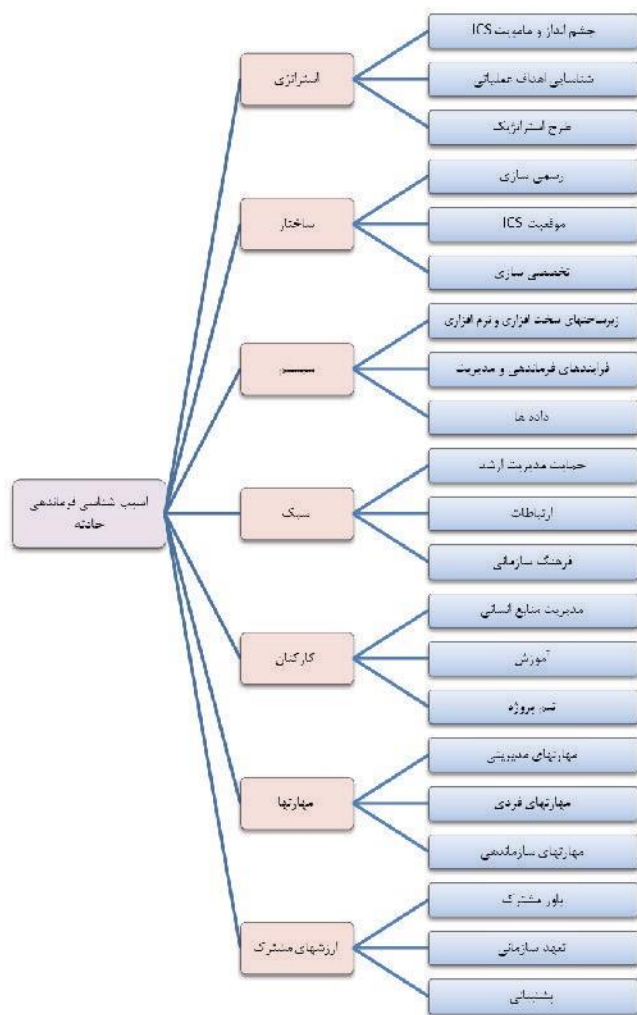 آسیب شناسی فرماندهی
حادثه
استراتژی
چشم انداز و ماموریت ICS
شناسایی اهداف عملیاتی
طرح استراتژیک
ساختار
رسمی سازی
موقعیت ICS
تخصصی سازی
سیستم
زیرساختهای سخت افزاری و نرم افزاری
فرایندهای فرماندهی و مدیریت
داده ها
سبک
حمایت مدیریت ارشد
ارتباطات
فرهنگ سازمانی
کارکنان
مدیریت منابع انسانی
آموزش
تیم پروژه
مهارتها
مهارتهای مدیریتی
مهارتهای فردی
مهارتهای سازماندهی
ارزشهای مشترک
باور مشترک
تعهد سازمانی
پشتیبانی